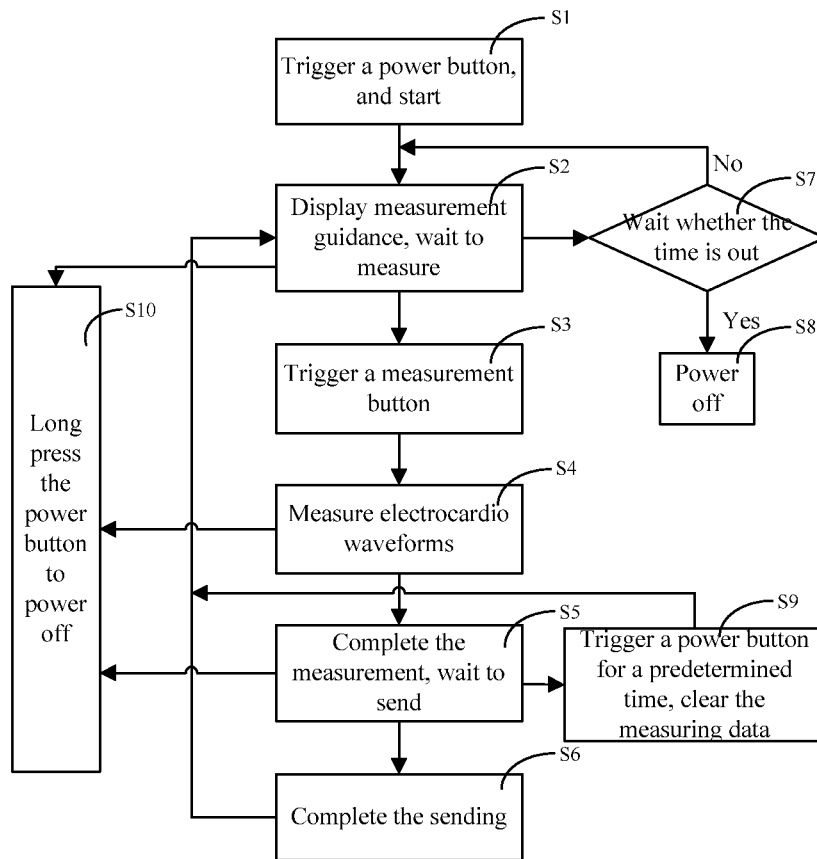 S1
Trigger a power button,
and start
No
S2
S7
Display measurement
guidance, wait to
measure
Wait whether the
time is out
S10
S3
Yes
S8
Trigger a measurement
button
Power
off
Long
press
the
power
button
to
power
off
S4
Measure electrocardio
waveforms
S5
S9
Complete the
measurement, wait to
send
Trigger a power button
for a predetermined
time, clear the
measuring data
S6
Complete the sending